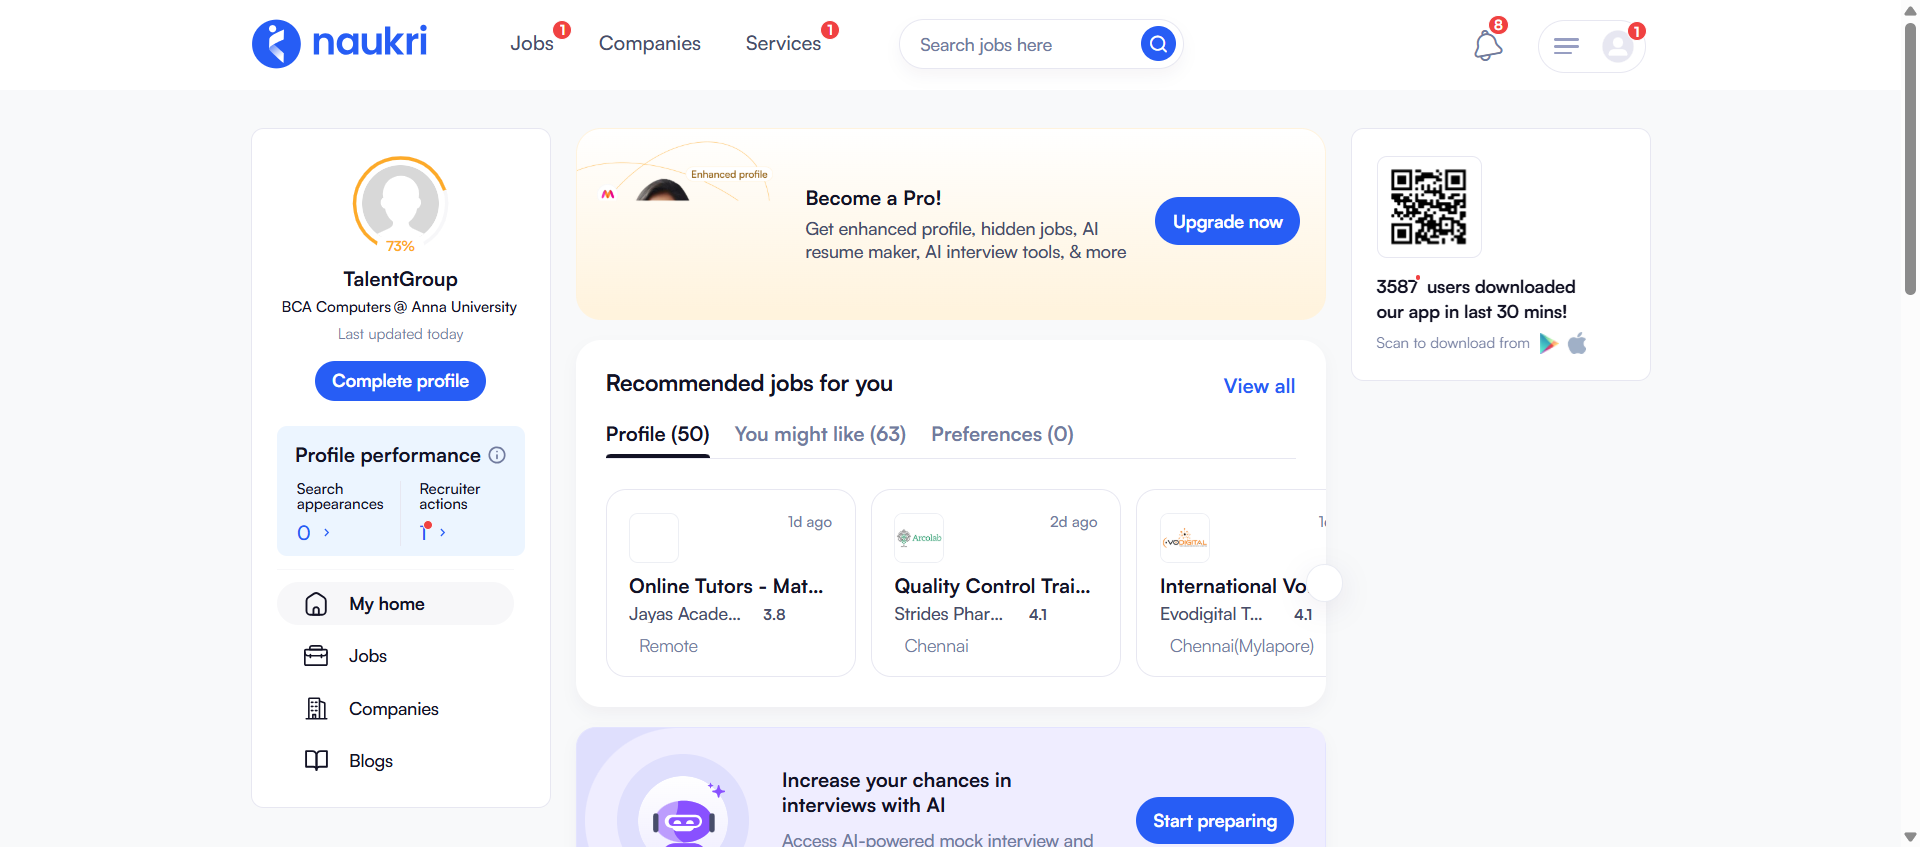 naukri
Jobs 1
Companies
Services 1
Search jobs here
8
1
73%
TalentGroup
BCA Computers @ Anna University
Last updated today
Complete profile
Profile performance
Search
appearances
0
Recruiter
actions
1
My home
Jobs
Companies
Blogs
Enhanced profile
Become a Pro!
Get enhanced profile, hidden jobs, AI
resume maker, AI interview tools, & more
Upgrade now
Recommended jobs for you
View all
Profile (50)
You might like (63)
Preferences (0)
1d ago
Online Tutors - Mat...
Jayas Acade... 3.8
Remote
2d ago
Arcolab
Quality Control Trai...
Strides Phar... 4.1
Chennai
EVODIGITAL
International Vo
Evodigital T... 4.1
Chennai(Mylapore)
Increase your chances in
interviews with AI
Access AI-powered mock interview and
Start preparing
3587 users downloaded
our app in last 30 mins!
Scan to download from